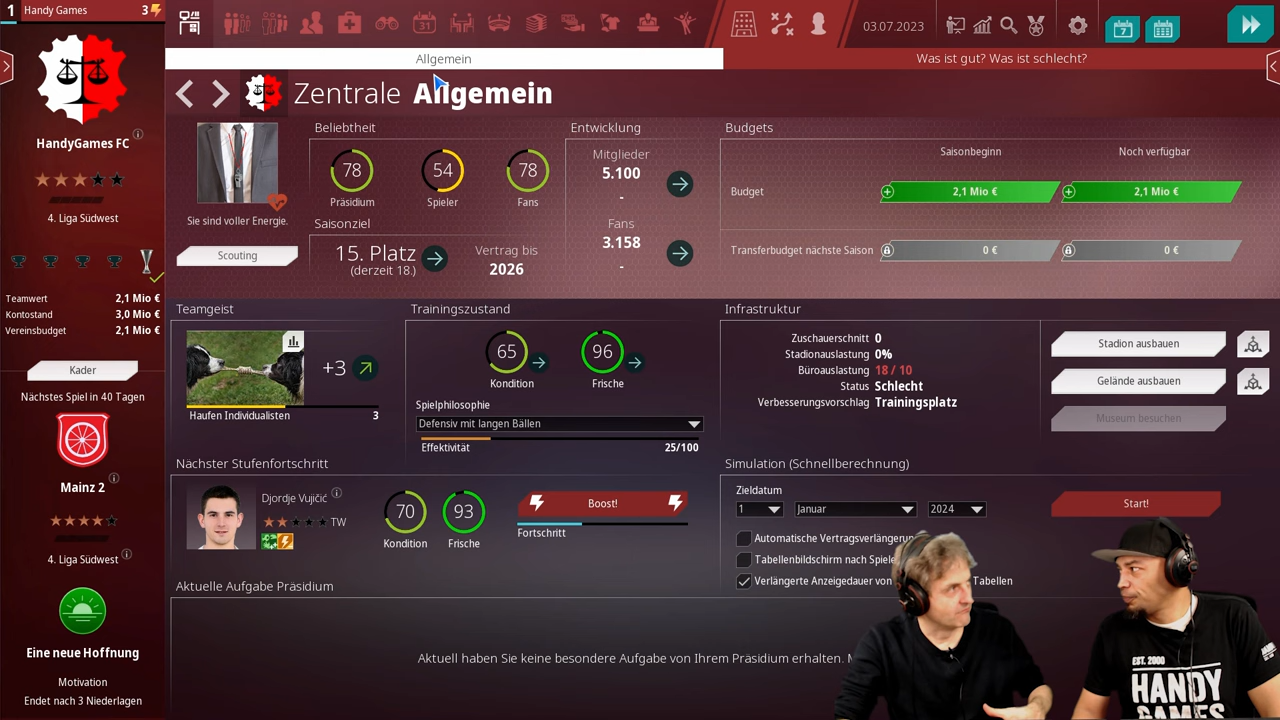 1 Handy Games 3
HandyGames FC
4. Liga Südwest
Teamwert 2,1 Mio €
Kontostand 3,0 Mio €
Vereinsbudget 2,1 Mio €
Kader
Nächstes Spiel in 40 Tagen
Mainz 2
4. Liga Südwest
Eine neue Hoffnung
Motivation
Endet nach 3 Niederlagen
31
03.07.2023
7
Allgemein
Was ist gut? Was ist schlecht?
Zentrale Allgemein
Sie sind voller Energie.
Scouting
Beliebtheit
78 54 78
Präsidium Spieler Fans
Saisonziel
15. Platz
(derzeit 18.)
Vertrag bis
2026
Entwicklung
Mitglieder
5.100
-
Fans
3.158
-
Budgets
Saisonbeginn Noch verfügbar
Budget 2,1 Mio € 2,1 Mio €
Transferbudget nächste Saison 0 € 0 €
Teamgeist
+3
Haufen Individualisten 3
Trainingszustand
65 96
Kondition Frische
Spielphilosophie
Defensiv mit langen Bällen
Effektivität 25/100
Infrastruktur
Zuschauerschnitt 0
Stadionauslastung 0%
Büroauslastung 18 / 10
Status Schlecht
Verbesserungsvorschlag Trainingsplatz
Stadion ausbauen
Gelände ausbauen
Museum besuchen
Nächster Stufenfortschritt
Djordje Vujičić
TW
70 93
Kondition Frische
Boost!
Fortschritt
Simulation (Schnellberechnung)
Zieldatum
1 Januar 2024
Start!
Automatische Vertragsverlängerun
Tabellenbildschirm nach Spiele
Verlängerte Anzeigedauer von Tabellen
Aktuelle Aufgabe Präsidium
Aktuell haben Sie keine besondere Aufgabe von Ihrem Präsidium erhalten.
EST. 2000
HANDY
GAMES